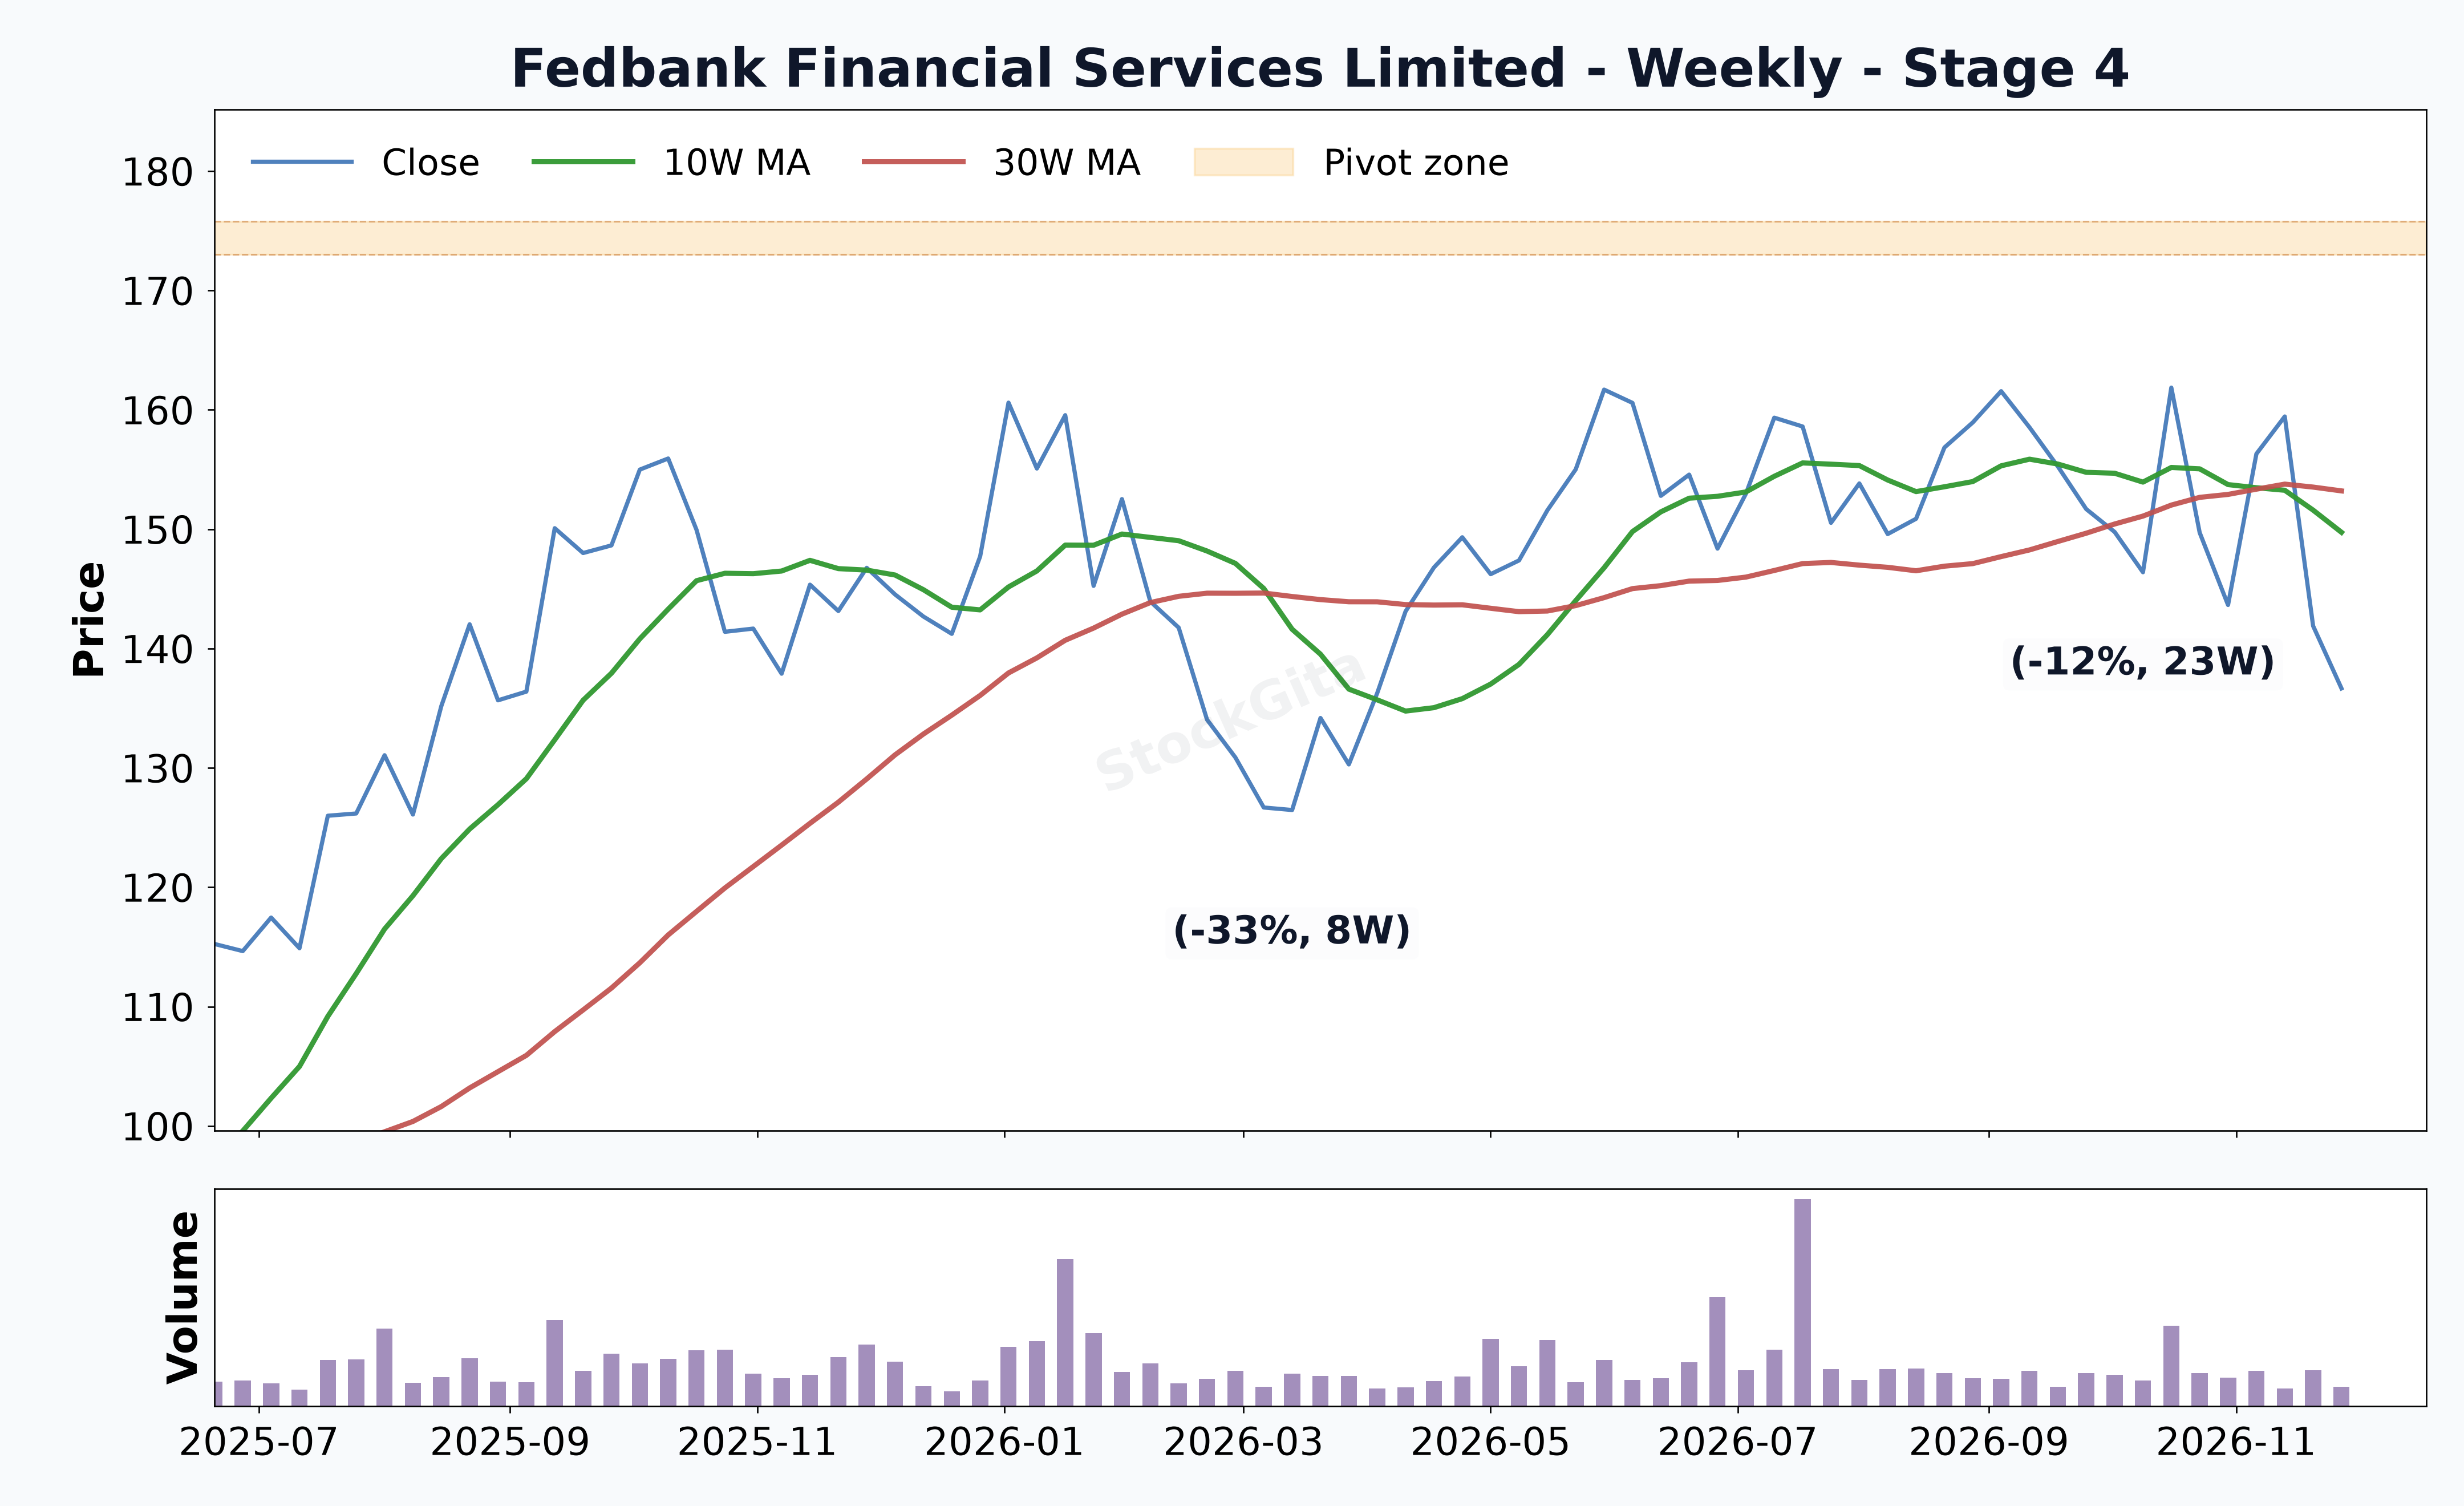 Fedbank Financial Services Limited - Weekly - Stage 4
Close
10W MA
30W MA
Pivot zone
Price
180
170
160
150
140
130
120
110
100
StockGita
(-12%, 23W)
(-33%, 8W)
Volume
2025-07
2025-09
2025-11
2026-01
2026-03
2026-05
2026-07
2026-09
2026-11